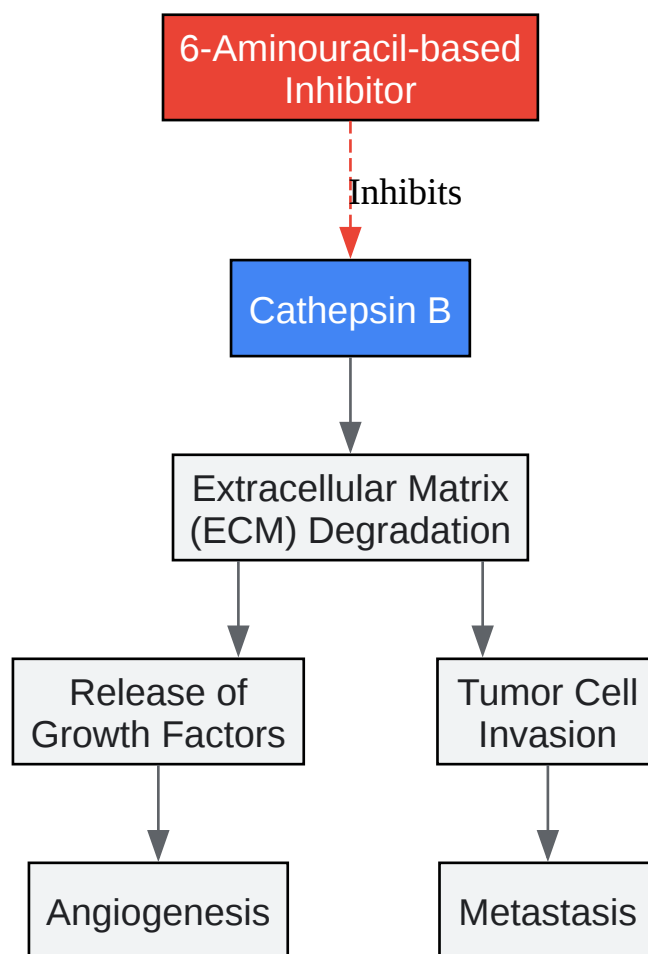 6-Aminouracil-based
Inhibitor
Inhibits
Cathepsin B
Extracellular Matrix
(ECM) Degradation
Release of
Growth Factors
Tumor Cell
Invasion
Angiogenesis
Metastasis